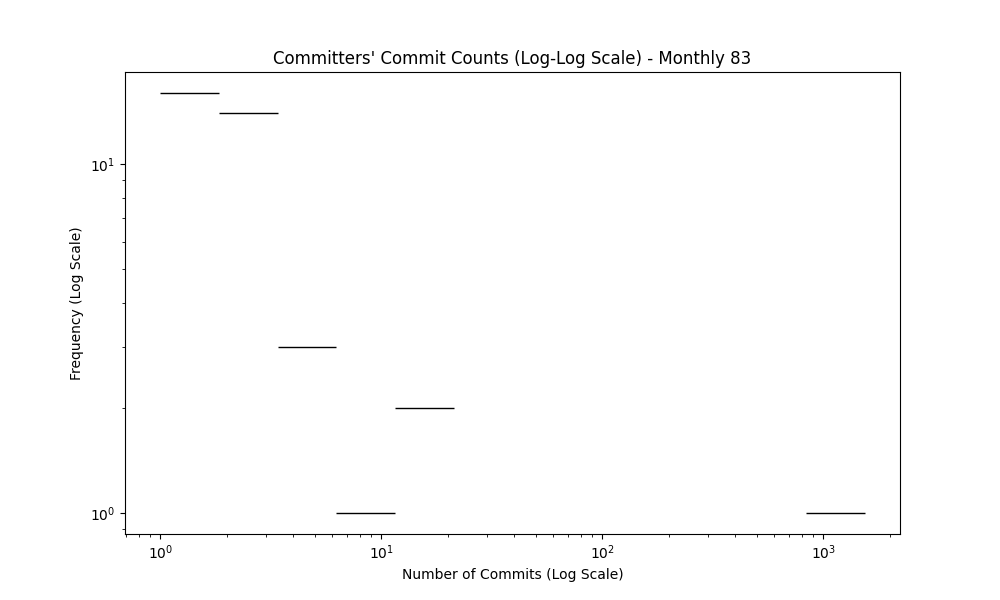 Committers' Commit Counts (Log-Log Scale) - Monthly 83
Frequency (Log Scale)
10¹
10⁰
10⁰ 10¹ 10² 10³
Number of Commits (Log Scale)